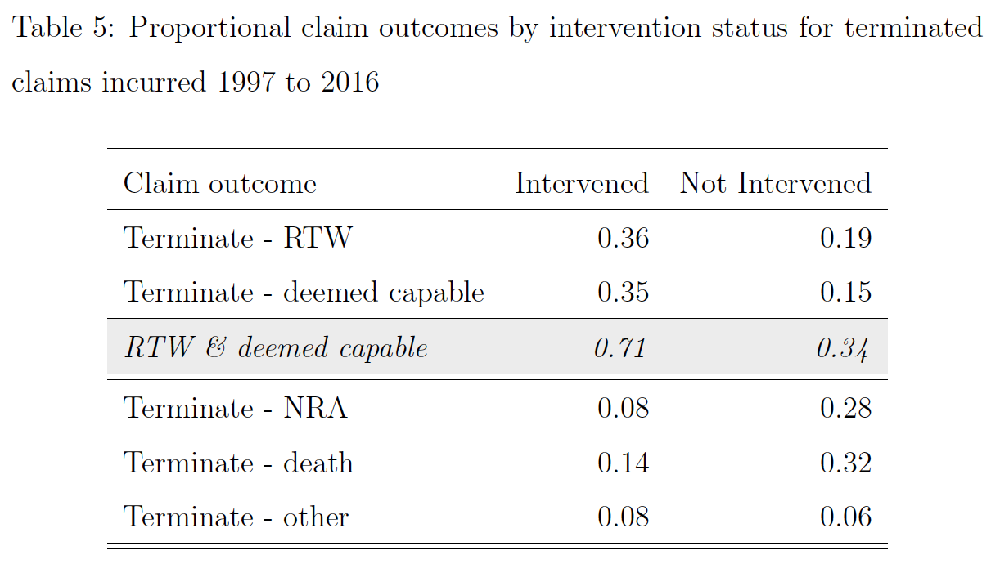 Table 5: Proportional claim outcomes by intervention status for terminated
claims incurred 1997 to 2016
Claim outcome Intervened Not Intervened
Terminate - RTW 0.36 0.19
Terminate - deemed capable 0.35 0.15
RTW & deemed capable 0.71 0.34
Terminate - NRA 0.08 0.28
Terminate - death 0.14 0.32
Terminate - other 0.08 0.06